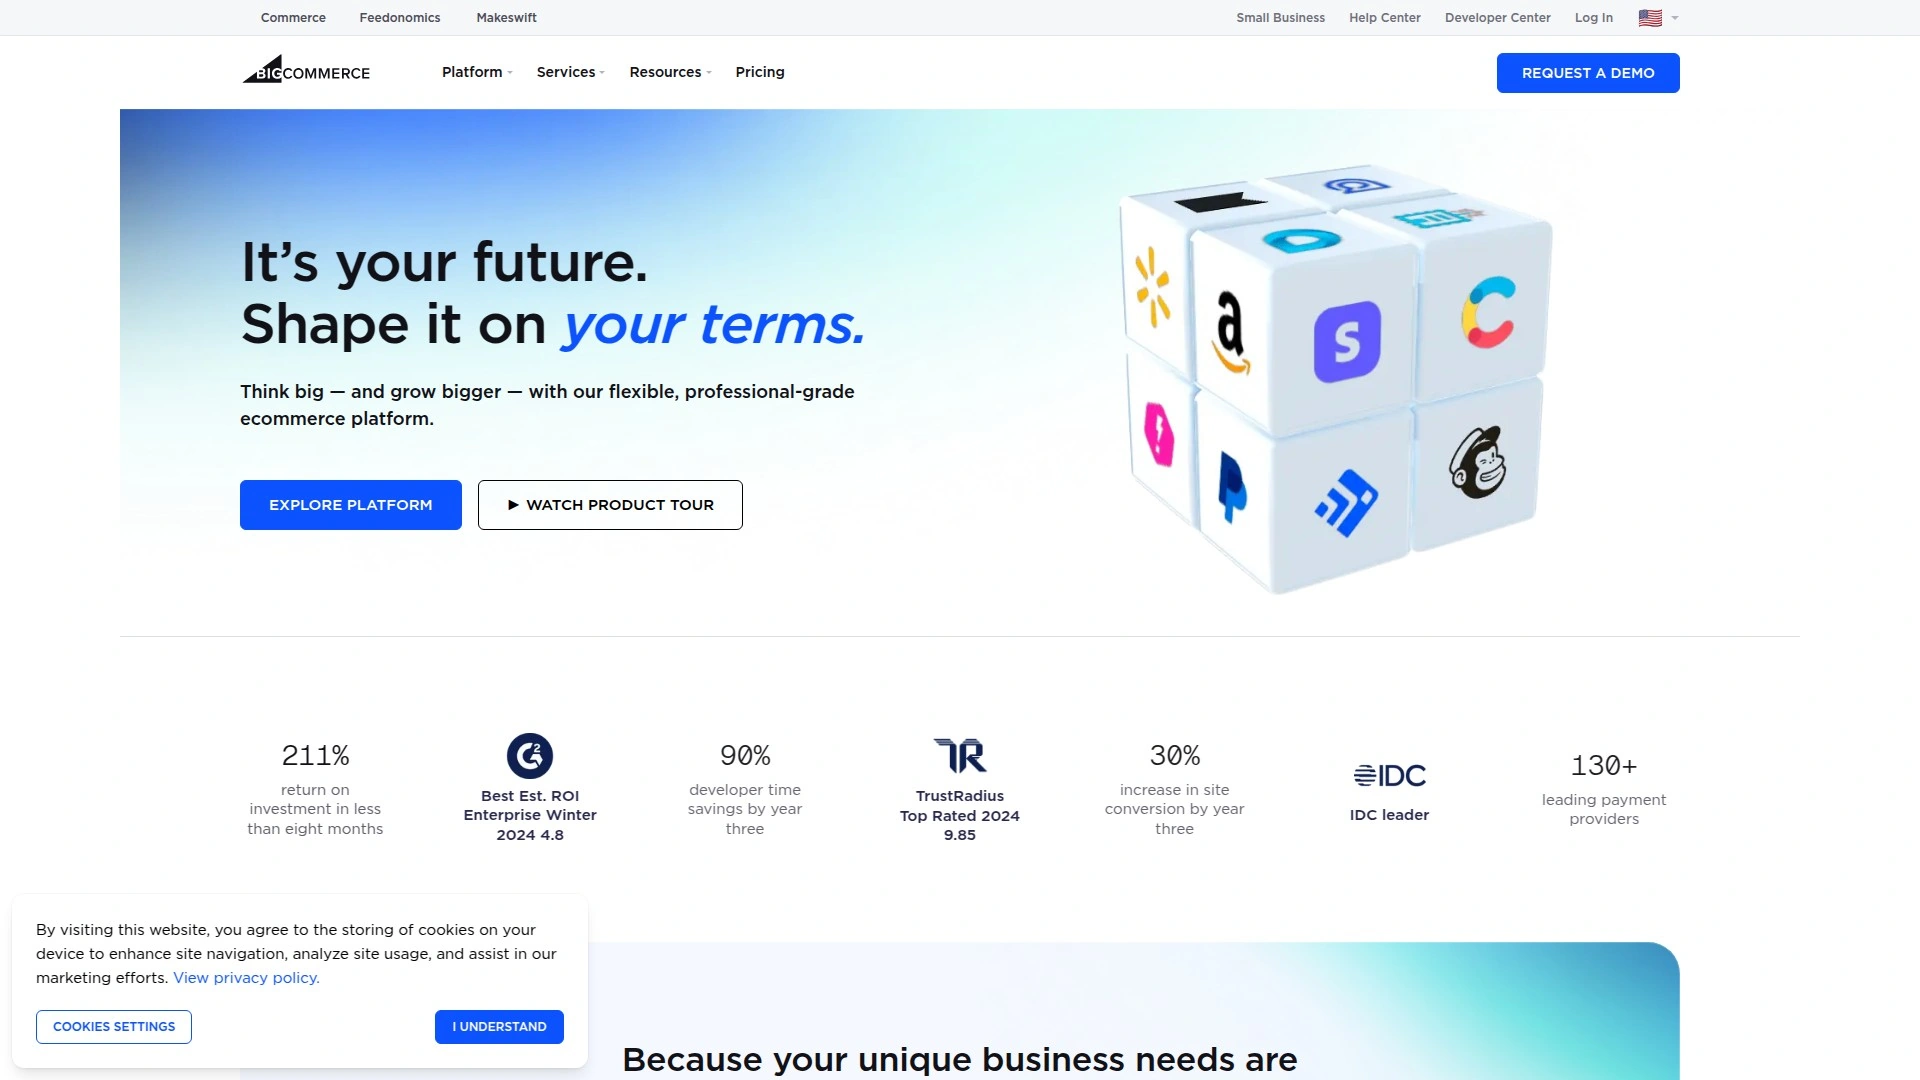 Commerce Feedonomics Makeswift Small Business Help Center Developer Center Log In
BIGCOMMERCE Platform Services Resources Pricing REQUEST A DEMO
It’s your future.
Shape it on your terms.
Think big — and grow bigger — with our flexible, professional-grade
ecommerce platform.
EXPLORE PLATFORM ► WATCH PRODUCT TOUR
a
S
C
211%
return on
investment in less
than eight months
G2
Best Est. ROI
Enterprise Winter
2024 4.8
90%
developer time
savings by year
three
TR
TrustRadius
Top Rated 2024
9.85
30%
increase in site
conversion by year
three
IDC
IDC leader
130+
leading payment
providers
By visiting this website, you agree to the storing of cookies on your
device to enhance site navigation, analyze site usage, and assist in our
marketing efforts. View privacy policy.
COOKIES SETTINGS I UNDERSTAND
Because your unique business needs are